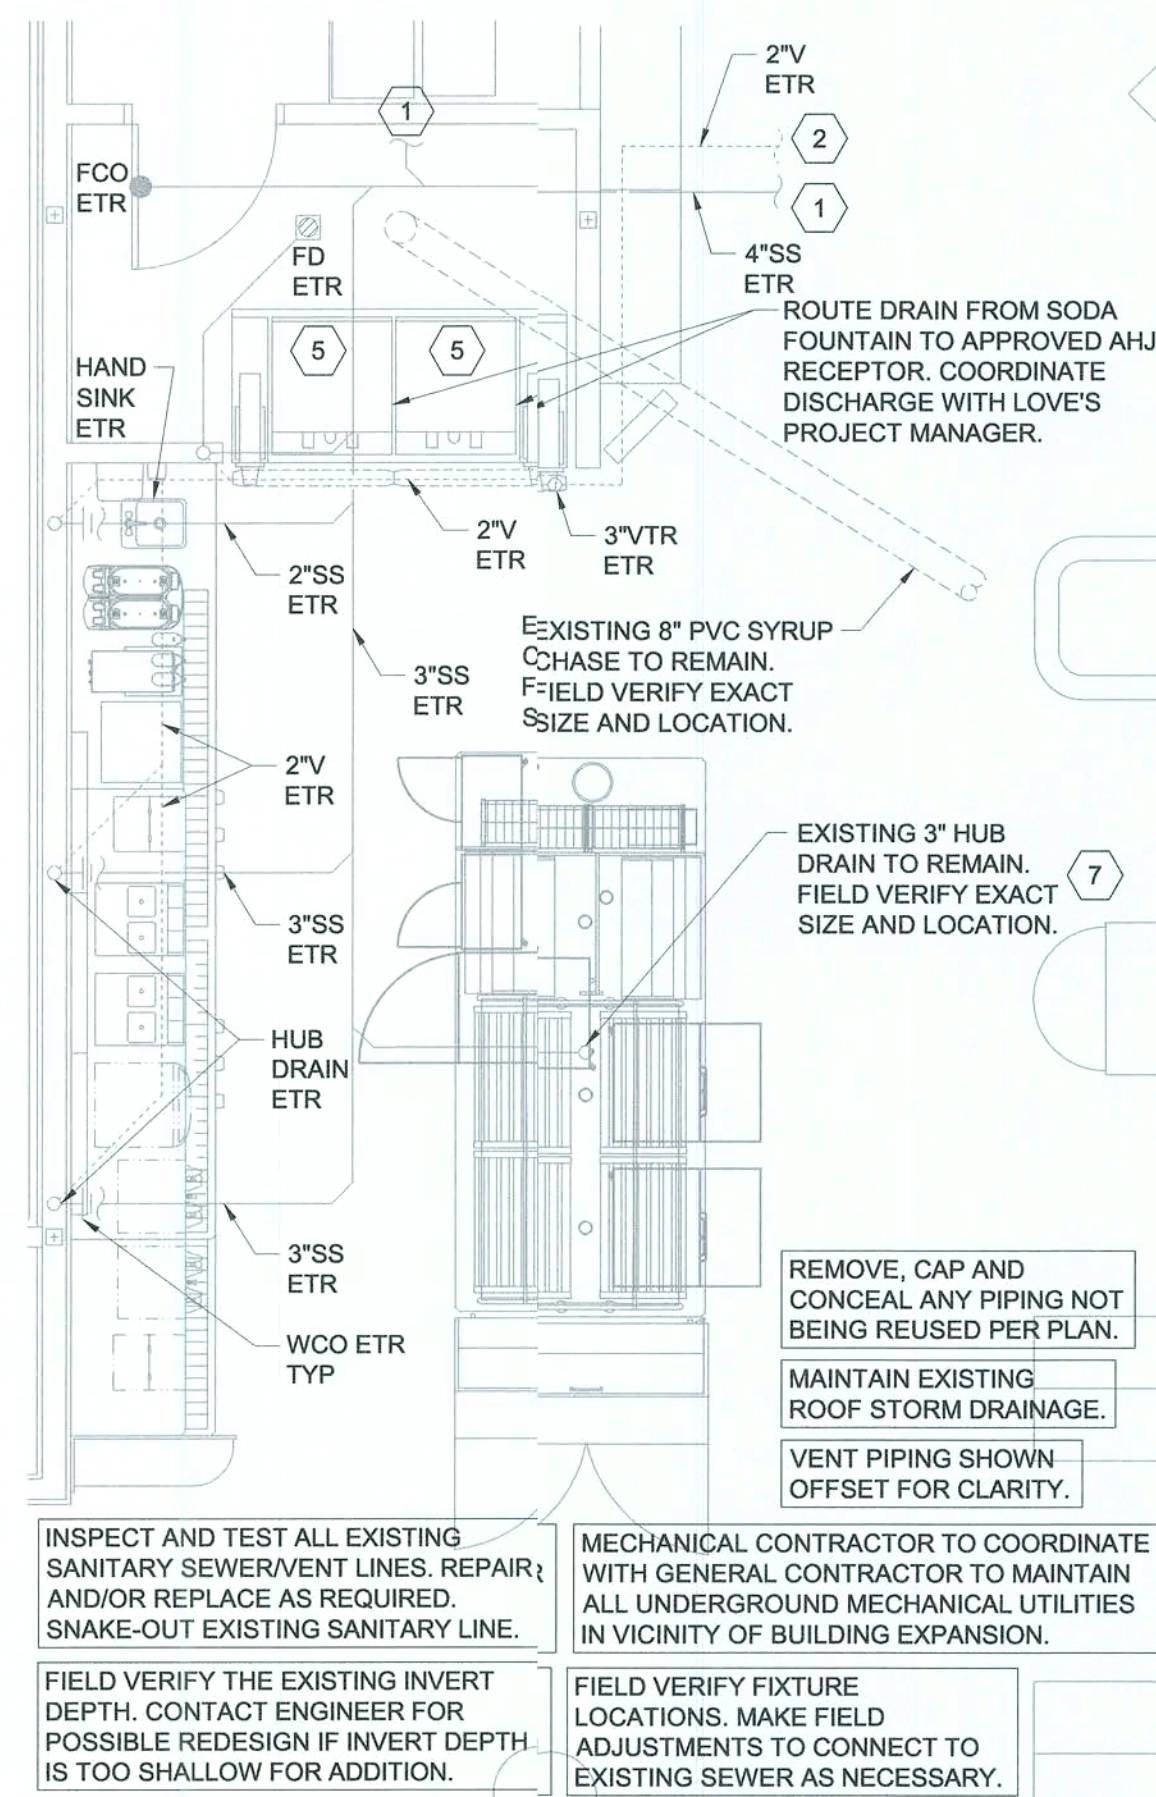 1
2"V
ETR
2
FCO
ETR
1
FD
ETR
4"SS
ETR
ROUTE DRAIN FROM SODA
FOUNTAIN TO APPROVED AHJ
RECEPTOR. COORDINATE
DISCHARGE WITH LOVE'S
PROJECT MANAGER.
5
5
HAND
SINK
ETR
2"V
ETR
3"VTR
ETR
2"SS
ETR
EEXISTING 8" PVC SYRUP
CCHASE TO REMAIN.
FFIELD VERIFY EXACT
SSIZE AND LOCATION.
3"SS
ETR
2"V
ETR
EXISTING 3" HUB
DRAIN TO REMAIN.
FIELD VERIFY EXACT
SIZE AND LOCATION.
7
3"SS
ETR
HUB
DRAIN
ETR
3"SS
ETR
WCO ETR
TYP
REMOVE, CAP AND
CONCEAL ANY PIPING NOT
BEING REUSED PER PLAN.
MAINTAIN EXISTING
ROOF STORM DRAINAGE.
VENT PIPING SHOWN
OFFSET FOR CLARITY.
INSPECT AND TEST ALL EXISTING
SANITARY SEWER/VENT LINES. REPAIR
AND/OR REPLACE AS REQUIRED.
SNAKE-OUT EXISTING SANITARY LINE.
MECHANICAL CONTRACTOR TO COORDINATE
WITH GENERAL CONTRACTOR TO MAINTAIN
ALL UNDERGROUND MECHANICAL UTILITIES
IN VICINITY OF BUILDING EXPANSION.
FIELD VERIFY THE EXISTING INVERT
DEPTH. CONTACT ENGINEER FOR
POSSIBLE REDESIGN IF INVERT DEPTH
IS TOO SHALLOW FOR ADDITION.
FIELD VERIFY FIXTURE
LOCATIONS. MAKE FIELD
ADJUSTMENTS TO CONNECT TO
EXISTING SEWER AS NECESSARY.